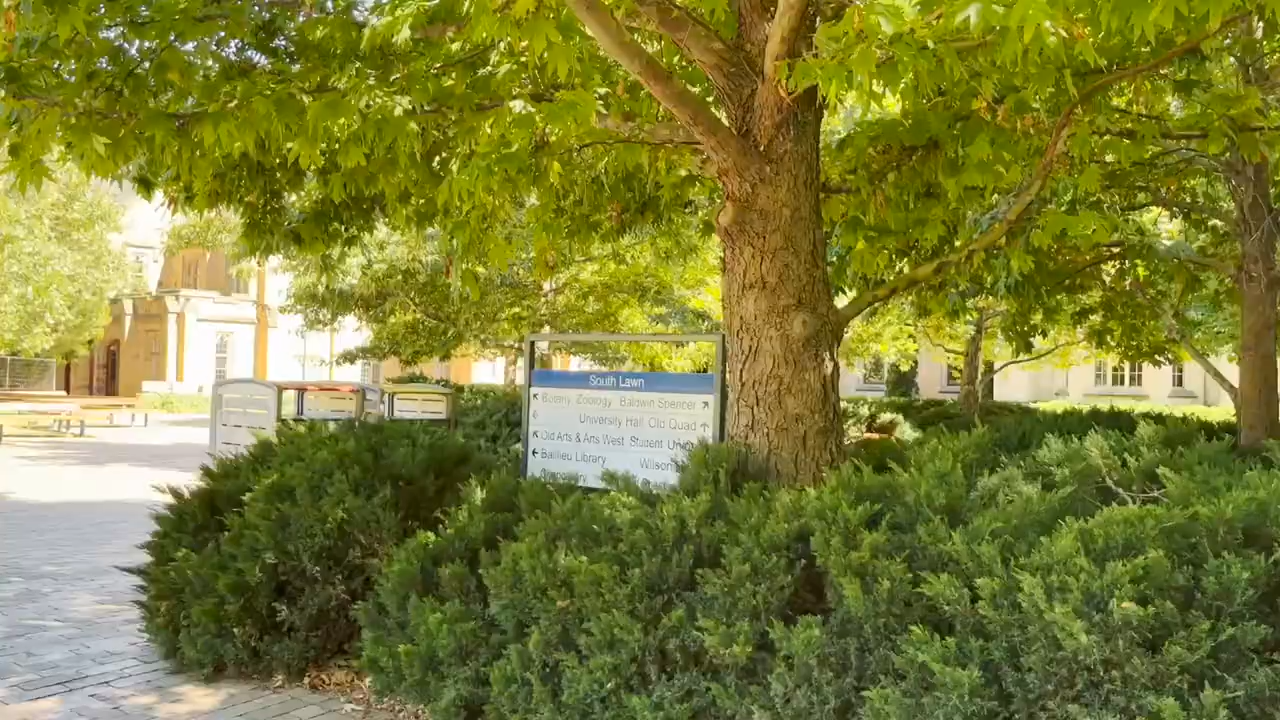 South Lawn
Botany Zoology Baldwin Spencer
University Hall Old Quad
Old Arts & Arts West Student Union
Baillieu Library Wilson